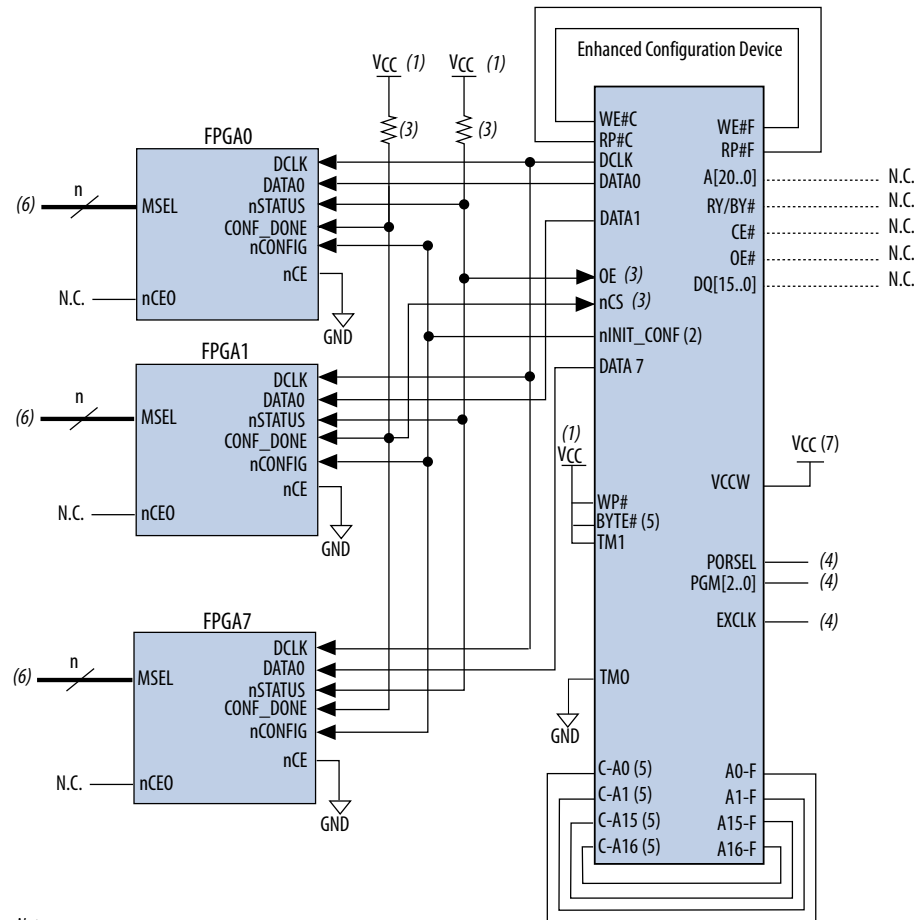 Enhanced Configuration Device
VCC (1)
VCC (1)
(3)
(3)
FPGA0
DCLK
DATA0
nSTATUS
CONF_DONE
nCONFIG
nCE
GND
n
(6)
MSEL
N.C.
nCEO
FPGA1
DCLK
DATA0
nSTATUS
CONF_DONE
nCONFIG
nCE
GND
n
(6)
MSEL
N.C.
nCEO
FPGA7
DCLK
DATA0
nSTATUS
CONF_DONE
nCONFIG
nCE
GND
n
(6)
MSEL
N.C.
nCEO
WE#C
RP#C
DCLK
DATA0
DATA1
OE (3)
nCS (3)
nINIT_CONF (2)
DATA 7
(1)
VCC
WP#
BYTE# (5)
TM1
TM0
GND
C-A0 (5)
C-A1 (5)
C-A15 (5)
C-A16 (5)
WE#F
RP#F
A[20..0]
N.C.
RY/BY#
N.C.
CE#
N.C.
OE#
N.C.
DQ[15..0]
N.C.
VCC (7)
VCCW
PORSEL
(4)
PGM[2..0]
(4)
EXCLK
(4)
A0-F
A1-F
A15-F
A16-F